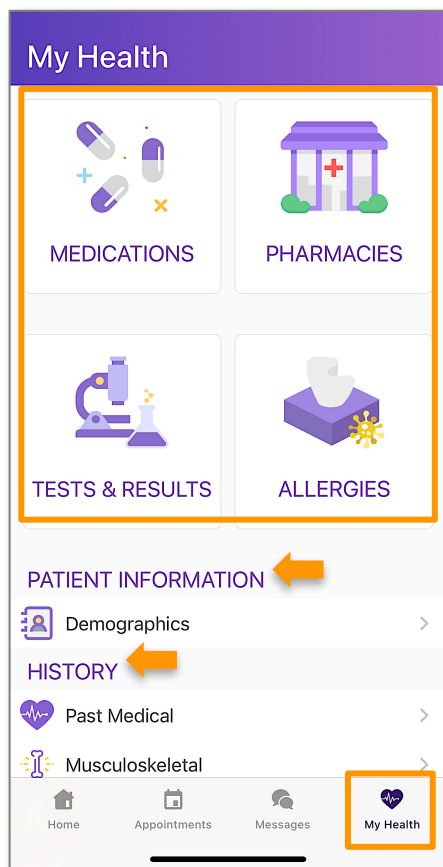 My Health
MEDICATIONS
PHARMACIES
TESTS & RESULTS
ALLERGIES
PATIENT INFORMATION
Demographics
HISTORY
Past Medical
Musculoskeletal
Home
Appointments
Messages
My Health